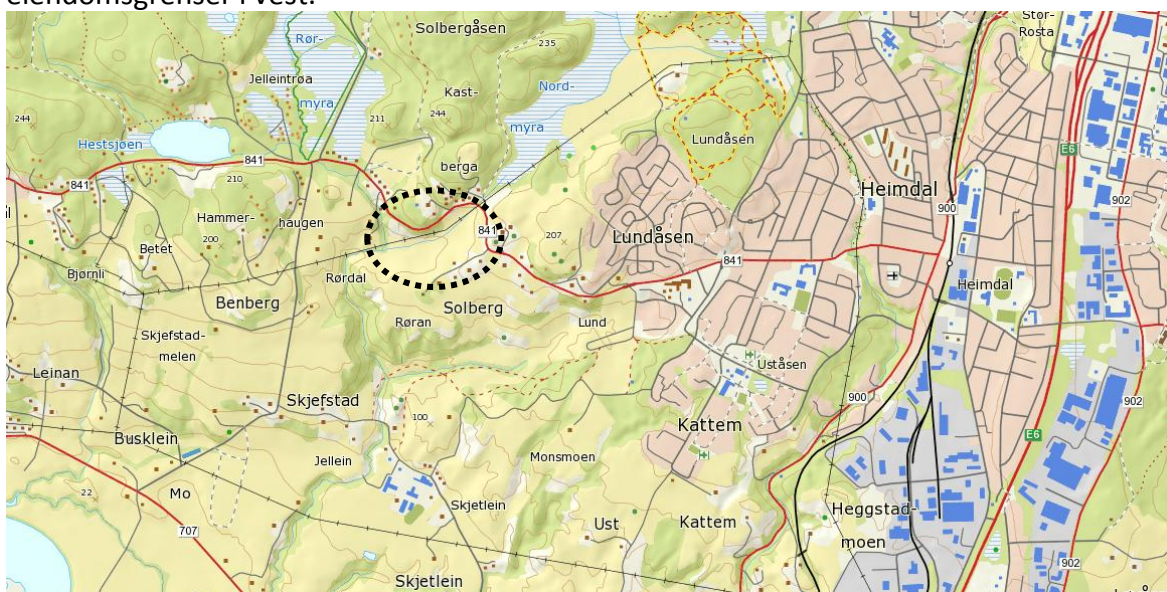 eiendomsgrenser i vest.
Solbergåsen
235
Stor-
Rosta
Rør-
myra
Jelleintrøa
Kast-
berga
Nord-
myra
244
211
244
Hestsjøen
841
841
210
Lundåsen
E6
902
Heimdal
900
Hammer-
haugen
200
Betet
841
207
Lundåsen
841
Bjørnli
Rørdal
Heimdal
Benberg
Solberg
Røran
Lund
Skjefstad-
melen
Uståsen
Leinan
Skjefstad
900
902
100
Kattem
E6
Busklein
Jellein
Monsmoen
22
Mo
Skjetlein
707
Ust
Kattem
Heggstad-
moen
902
Skjetlein